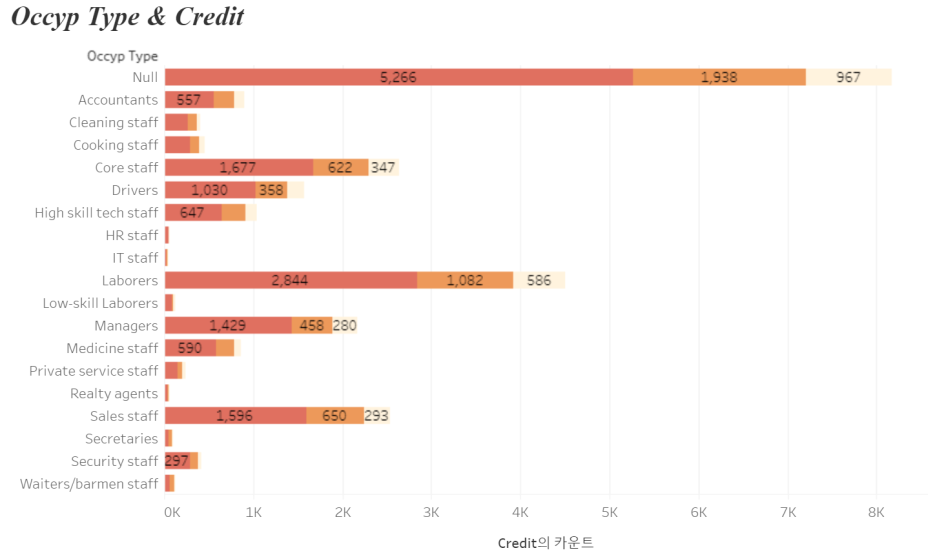 Occyp Type & Credit
Occyp Type
Null 5,266 1,938 967
Accountants 557
Cleaning staff
Cooking staff
Core staff 1,677 622 347
Drivers 1,030 358
High skill tech staff 647
HR staff
IT staff
Laborers 2,844 1,082 586
Low-skill Laborers
Managers 1,429 458 280
Medicine staff 590
Private service staff
Realty agents
Sales staff 1,596 650 293
Secretaries
Security staff 297
Waiters/barmen staff
0K 1K 2K 3K 4K 5K 6K 7K 8K
Credit의 카운트